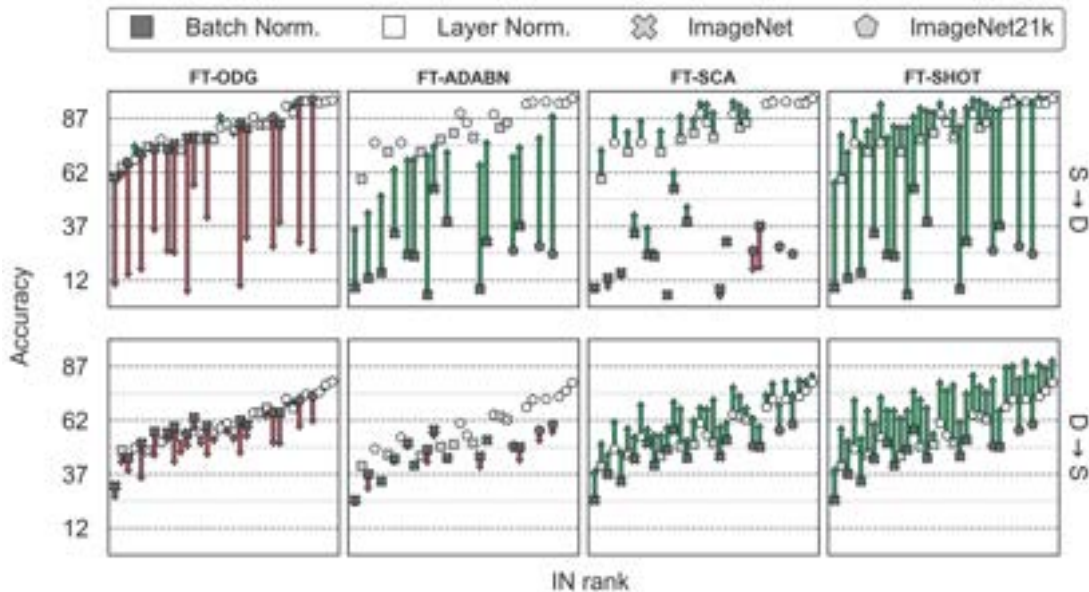 Batch Norm. Layer Norm. ImageNet ImageNet21k
FT-ODG FT-ADABN FT-SCA FT-SHOT
87
62
37
12
S→D
Accuracy
87
62
37
12
D→S
IN rank